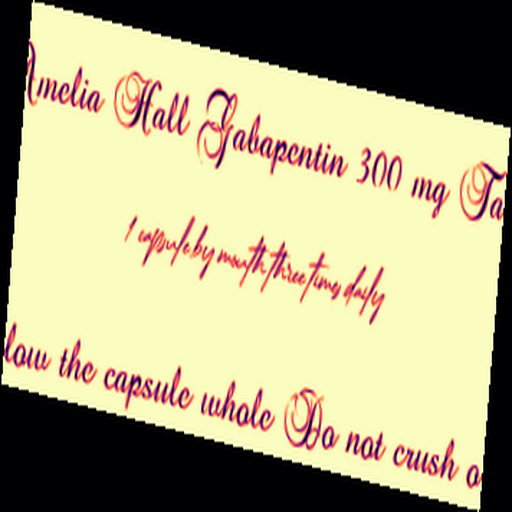 Amelia Hall Gabapentin 300 mg Ta
1 capsule by mouth three times daily
low the capsule whole Do not crush o